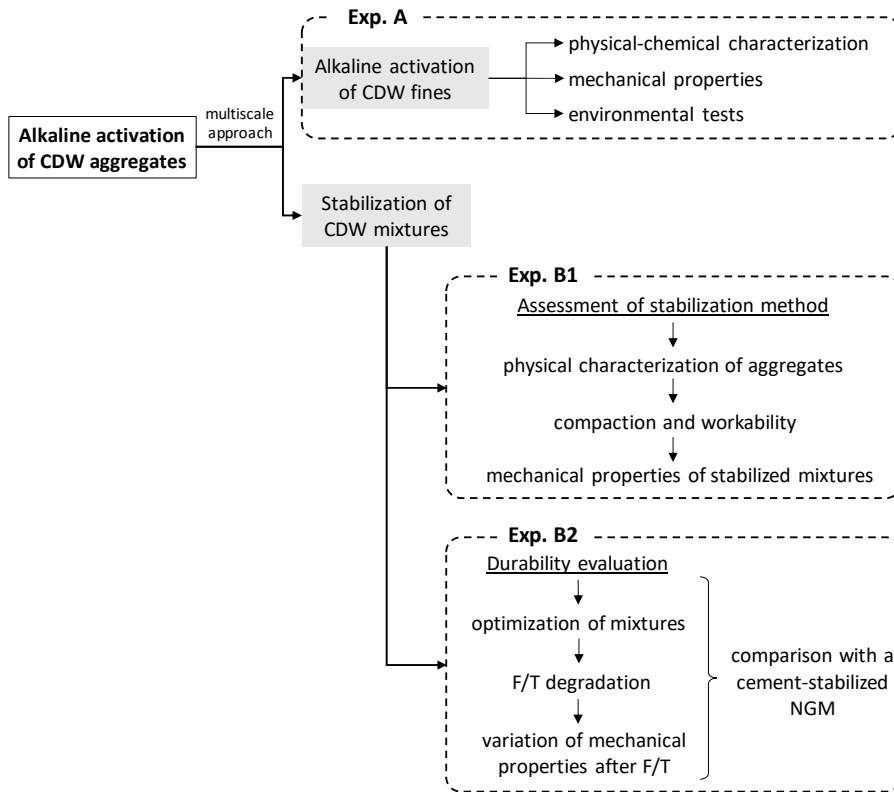 Exp. A
Alkaline activation
of CDW fines
physical-chemical characterization
mechanical properties
environmental tests
multiscale
approach
Alkaline activation
of CDW aggregates
Stabilization of
CDW mixtures
Exp. B1
Assessment of stabilization method
physical characterization of aggregates
compaction and workability
mechanical properties of stabilized mixtures
Exp. B2
Durability evaluation
optimization of mixtures
F/T degradation
variation of mechanical
properties after F/T
comparison with a
cement-stabilized
NGM